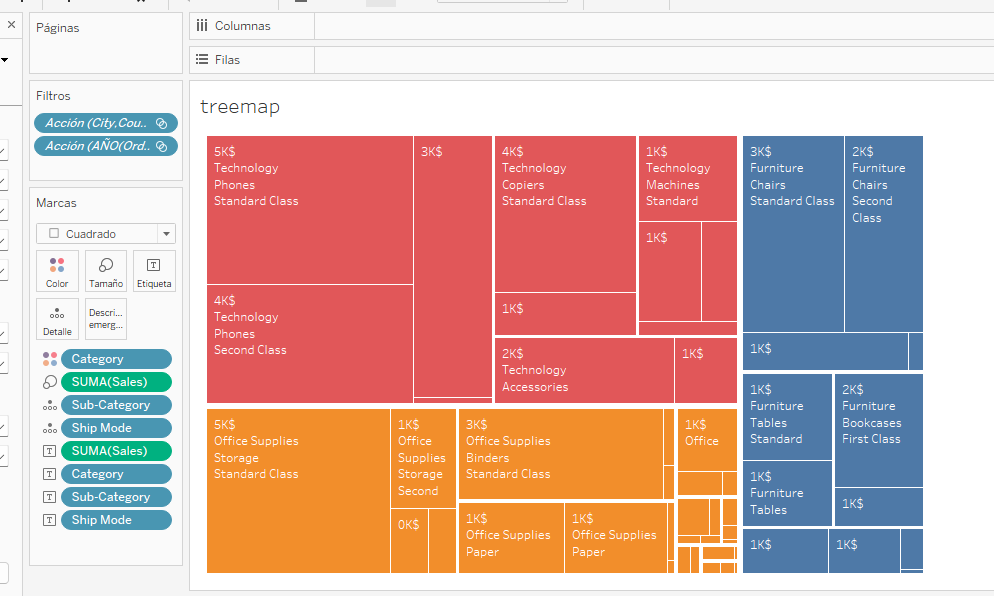 Páginas
Columnas
Filas
Filtros
Acción (City,Cou..
Acción (AÑO(Ord..
Marcas
Cuadrado
Color
Tamaño
Etiqueta
Detalle
Descri...
emerg...
Category
SUMA(Sales)
Sub-Category
Ship Mode
SUMA(Sales)
Category
Sub-Category
Ship Mode
treemap
5K$
Technology
Phones
Standard Class
3K$
4K$
Technology
Copiers
Standard Class
1K$
Technology
Machines
Standard
3K$
Furniture
Chairs
Standard Class
2K$
Furniture
Chairs
Second
Class
1K$
4K$
Technology
Phones
Second Class
1K$
2K$
Technology
Accessories
1K$
1K$
1K$
Furniture
Tables
Standard
2K$
Furniture
Bookcases
First Class
5K$
Office Supplies
Storage
Standard Class
1K$
Office
Supplies
Storage
Second
3K$
Office Supplies
Binders
Standard Class
1K$
Office
1K$
Furniture
Tables
1K$
0K$
1K$
Office Supplies
Paper
1K$
Office Supplies
Paper
1K$
1K$